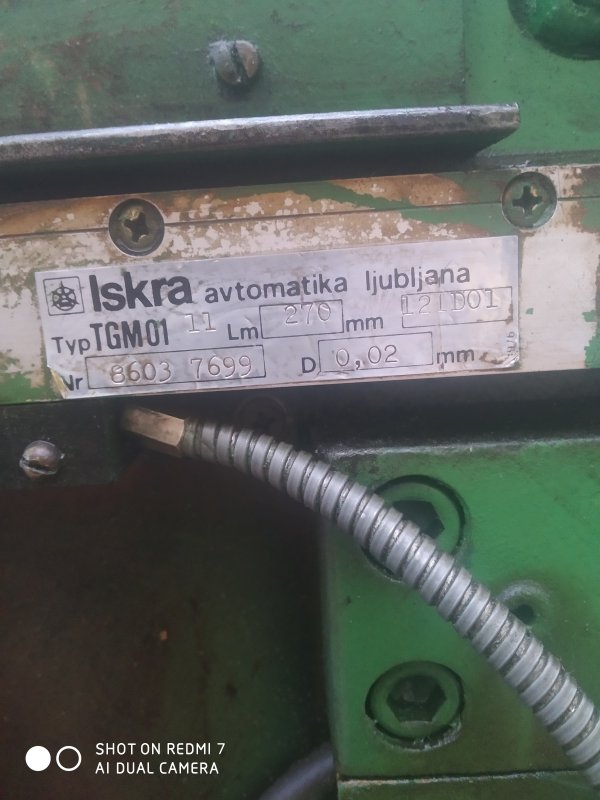 Iskra avtomatika ljubljana
Typ TGM01 11 Lm 270 mm 121D01
Nr 8603 7699 D 0,02 mm
SHOT ON REDMI 7
AI DUAL CAMERA